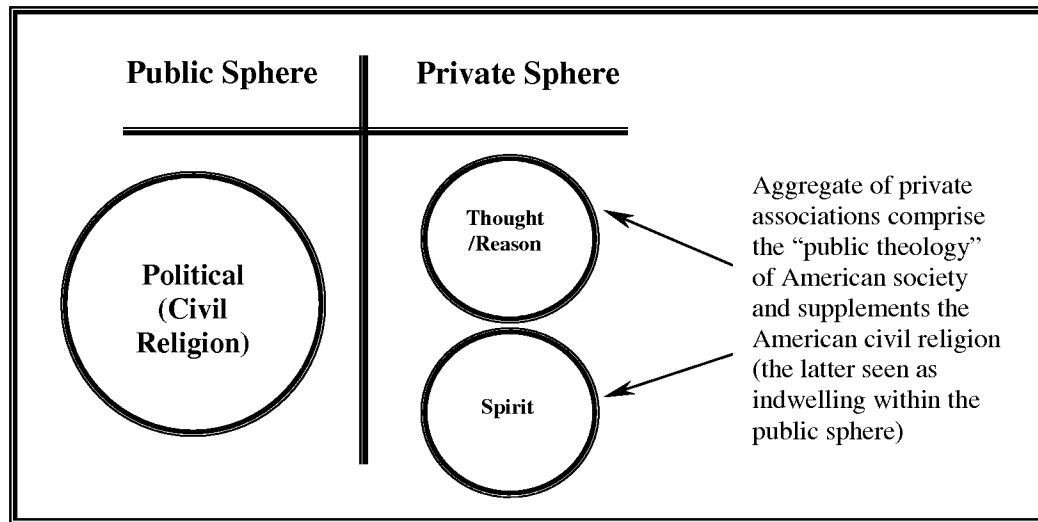 Public Sphere
Private Sphere
Political
(Civil
Religion)
Thought
/Reason
Spirit
Aggregate of private
associations comprise
the “public theology”
of American society
and supplements the
American civil religion
(the latter seen as
indwelling within the
public sphere)